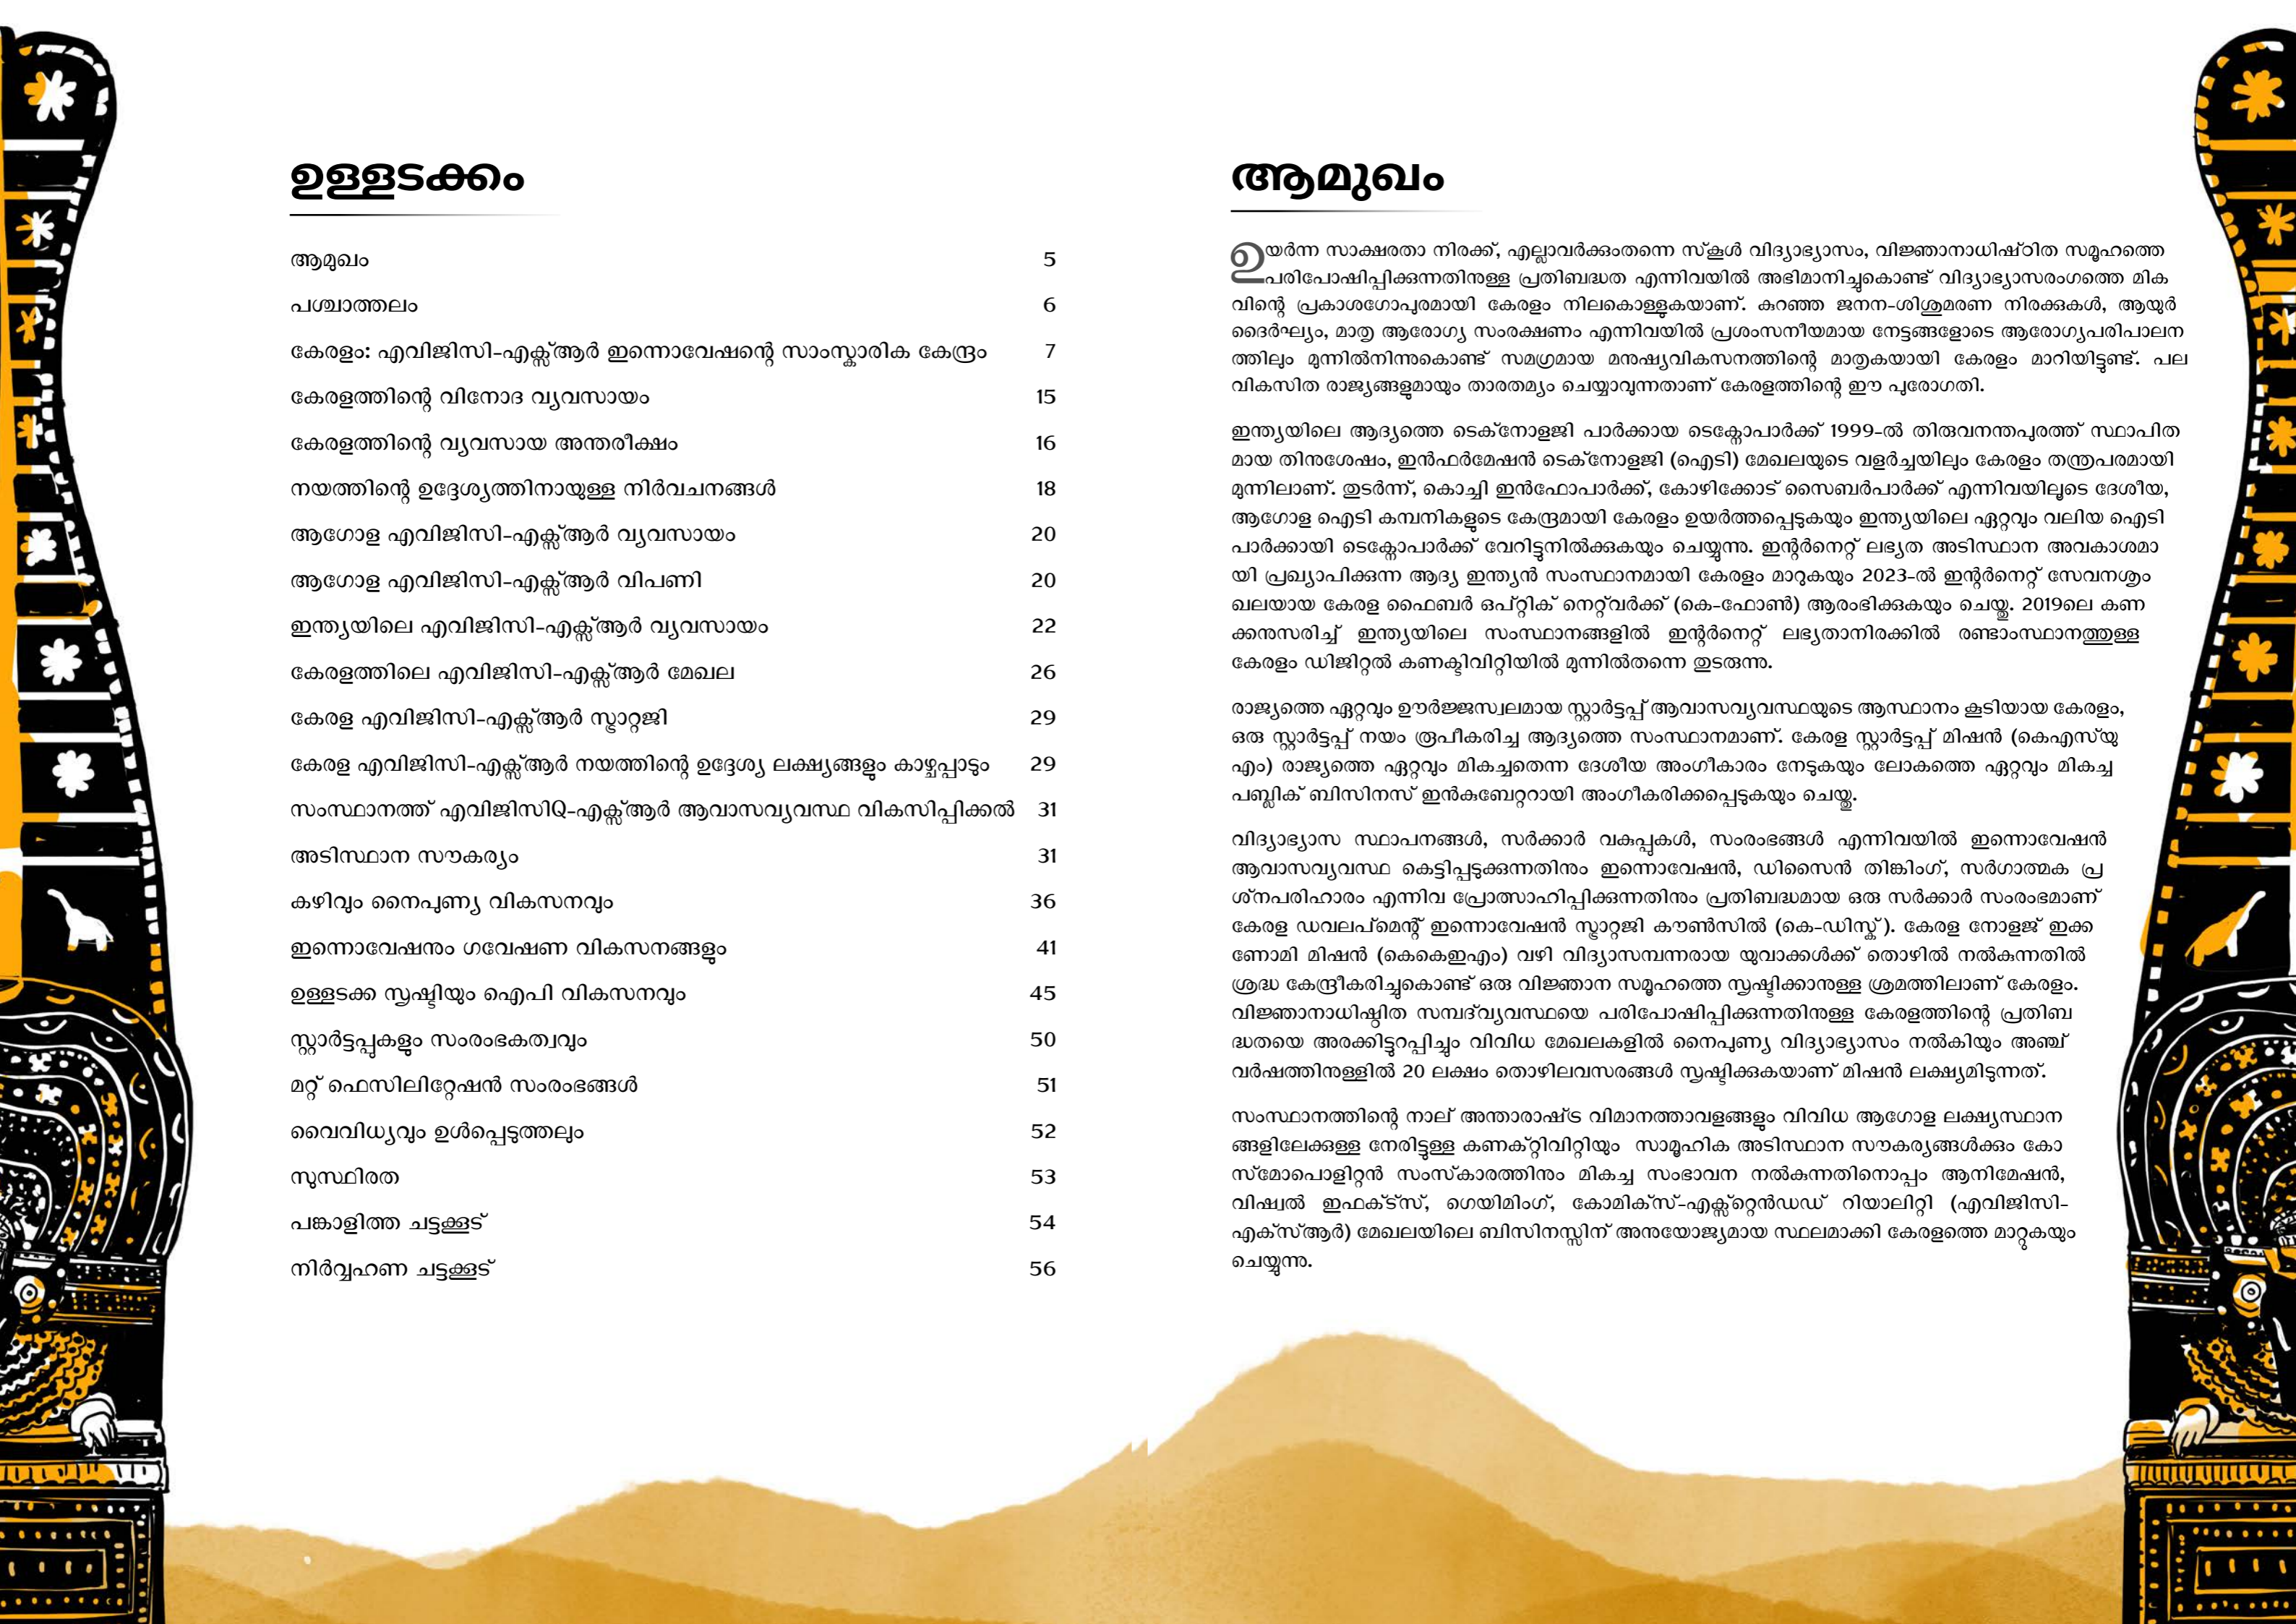 ഉള്ളടക്കം
ആമുഖം 5
പശ്ചാത്തലം 6
കേരളം: എവിജിസി-എക്സ്ആർ ഇന്നൊവേഷന്റെ സാംസ്കാരിക കേന്ദ്രം 7
കേരളത്തിന്റെ വിനോദ വ്യവസായം 15
കേരളത്തിന്റെ വ്യവസായ അന്തരീക്ഷം 16
നയത്തിന്റെ ഉദ്ദേശ്യത്തിനായുള്ള നിർവചനങ്ങൾ 18
ആഗോള എവിജിസി-എക്സ്ആർ വ്യവസായം 20
ആഗോള എവിജിസി-എക്സ്ആർ വിപണി 20
ഇന്ത്യയിലെ എവിജിസി-എക്സ്ആർ വ്യവസായം 22
കേരളത്തിലെ എവിജിസി-എക്സ്ആർ മേഖല 26
കേരള എവിജിസി-എക്സ്ആർ സ്ട്രാറ്റജി 29
കേരള എവിജിസി-എക്സ്ആർ നയത്തിന്റെ ഉദ്ദേശ്യ ലക്ഷ്യങ്ങളും കാഴ്ചപ്പാടും 29
സംസ്ഥാനത്ത് എവിജിസിQ-എക്സ്ആർ ആവാസവ്യവസ്ഥ വികസിപ്പിക്കൽ 31
അടിസ്ഥാന സൗകര്യം 31
കഴിവും നൈപുണ്യ വികസനവും 36
ഇന്നൊവേഷനും ഗവേഷണ വികസനങ്ങളും 41
ഉള്ളടക്ക സൃഷ്ടിയും ഐപി വികസനവും 45
സ്റ്റാർട്ടപ്പുകളും സംരംഭകത്വവും 50
മറ്റ് ഫെസിലിറ്റേഷൻ സംരംഭങ്ങൾ 51
വൈവിധ്യവും ഉൾപ്പെടുത്തലും 52
സുസ്ഥിരത 53
പങ്കാളിത്ത ചട്ടക്കൂട് 54
നിർവ്വഹണ ചട്ടക്കൂട് 56
ആമുഖം
ഉയർന്ന സാക്ഷരതാ നിരക്ക്, എല്ലാവർക്കുംതന്നെ സ്കൂൾ വിദ്യാഭ്യാസം, വിജ്ഞാനാധിഷ്ഠിത സമൂഹത്തെ
പരിപോഷിപ്പിക്കുന്നതിനുള്ള പ്രതിബദ്ധത എന്നിവയിൽ അഭിമാനിച്ചുകൊണ്ട് വിദ്യാഭ്യാസരംഗത്തെ മിക
വിന്റെ പ്രകാശഗോപുരമായി കേരളം നിലകൊള്ളുകയാണ്. കുറഞ്ഞ ജനന-ശിശുമരണ നിരക്കുകൾ, ആയുർ
ദൈർഘ്യം, മാതൃ ആരോഗ്യ സംരക്ഷണം എന്നിവയിൽ പ്രശംസനീയമായ നേട്ടങ്ങളോടെ ആരോഗ്യപരിപാലന
ത്തിലും മുന്നിൽനിന്നുകൊണ്ട് സമഗ്രമായ മനുഷ്യവികസനത്തിന്റെ മാതൃകയായി കേരളം മാറിയിട്ടുണ്ട്. പല
വികസിത രാജ്യങ്ങളുമായും താരതമ്യം ചെയ്യാവുന്നതാണ് കേരളത്തിന്റെ ഈ പുരോഗതി.
ഇന്ത്യയിലെ ആദ്യത്തെ ടെക്നോളജി പാർക്കായ ടെക്നോപാർക്ക് 1999-ൽ തിരുവനന്തപുരത്ത് സ്ഥാപിത
മായ തിനുശേഷം, ഇൻഫർമേഷൻ ടെക്നോളജി (ഐടി) മേഖലയുടെ വളർച്ചയിലും കേരളം തന്ത്രപരമായി
മുന്നിലാണ്. തുടർന്ന്, കൊച്ചി ഇൻഫോപാർക്ക്, കോഴിക്കോട് സൈബർപാർക്ക് എന്നിവയിലൂടെ ദേശീയ,
ആഗോള ഐടി കമ്പനികളുടെ കേന്ദ്രമായി കേരളം ഉയർത്തപ്പെടുകയും ഇന്ത്യയിലെ ഏറ്റവും വലിയ ഐടി
പാർക്കായി ടെക്നോപാർക്ക് വേറിട്ടുനിൽക്കുകയും ചെയ്യുന്നു. ഇന്റർനെറ്റ് ലഭ്യത അടിസ്ഥാന അവകാശമാ
യി പ്രഖ്യാപിക്കുന്ന ആദ്യ ഇന്ത്യൻ സംസ്ഥാനമായി കേരളം മാറുകയും 2023-ൽ ഇന്റർനെറ്റ് സേവനശൃം
ഖലയായ കേരള ഫൈബർ ഒപ്റ്റിക് നെറ്റ്‌വർക്ക് (കെ-ഫോൺ) ആരംഭിക്കുകയും ചെയ്തു. 2019ലെ കണ
ക്കനുസരിച്ച് ഇന്ത്യയിലെ സംസ്ഥാനങ്ങളിൽ ഇന്റർനെറ്റ് ലഭ്യതാനിരക്കിൽ രണ്ടാംസ്ഥാനത്തുള്ള
കേരളം ഡിജിറ്റൽ കണക്ടിവിറ്റിയിൽ മുന്നിൽതന്നെ തുടരുന്നു.
രാജ്യത്തെ ഏറ്റവും ഊർജ്ജസ്വലമായ സ്റ്റാർട്ടപ്പ് ആവാസവ്യവസ്ഥയുടെ ആസ്ഥാനം കൂടിയായ കേരളം,
ഒരു സ്റ്റാർട്ടപ്പ് നയം രൂപീകരിച്ച ആദ്യത്തെ സംസ്ഥാനമാണ്. കേരള സ്റ്റാർട്ടപ്പ് മിഷൻ (കെഎസ്‌യു
എം) രാജ്യത്തെ ഏറ്റവും മികച്ചതെന്ന ദേശീയ അംഗീകാരം നേടുകയും ലോകത്തെ ഏറ്റവും മികച്ച
പബ്ലിക് ബിസിനസ് ഇൻകുബേറ്ററായി അംഗീകരിക്കപ്പെടുകയും ചെയ്തു.
വിദ്യാഭ്യാസ സ്ഥാപനങ്ങൾ, സർക്കാർ വകുപ്പുകൾ, സംരംഭങ്ങൾ എന്നിവയിൽ ഇന്നൊവേഷൻ
ആവാസവ്യവസ്ഥ കെട്ടിപ്പടുക്കുന്നതിനും ഇന്നൊവേഷൻ, ഡിസൈൻ തിങ്കിംഗ്, സർഗാത്മക പ്ര
ശ്നപരിഹാരം എന്നിവ പ്രോത്സാഹിപ്പിക്കുന്നതിനും പ്രതിബദ്ധമായ ഒരു സർക്കാർ സംരംഭമാണ്
കേരള ഡവലപ്മെന്റ് ഇന്നൊവേഷൻ സ്ട്രാറ്റജി കൗൺസിൽ (കെ-ഡിസ്ക്). കേരള നോളജ് ഇക്ക
ണോമി മിഷൻ (കെകെഇഎം) വഴി വിദ്യാസമ്പന്നരായ യുവാക്കൾക്ക് തൊഴിൽ നൽകുന്നതിൽ
ശ്രദ്ധ കേന്ദ്രീകരിച്ചുകൊണ്ട് ഒരു വിജ്ഞാന സമൂഹത്തെ സൃഷ്ടിക്കാനുള്ള ശ്രമത്തിലാണ് കേരളം.
വിജ്ഞാനാധിഷ്ഠിത സമ്പദ്‌വ്യവസ്ഥയെ പരിപോഷിപ്പിക്കുന്നതിനുള്ള കേരളത്തിന്റെ പ്രതിബ
ദ്ധതയെ അരക്കിട്ടുറപ്പിച്ചും വിവിധ മേഖലകളിൽ നൈപുണ്യ വിദ്യാഭ്യാസം നൽകിയും അഞ്ച്
വർഷത്തിനുള്ളിൽ 20 ലക്ഷം തൊഴിലവസരങ്ങൾ സൃഷ്ടിക്കുകയാണ് മിഷൻ ലക്ഷ്യമിടുന്നത്.
സംസ്ഥാനത്തിന്റെ നാല് അന്താരാഷ്ട്ര വിമാനത്താവളങ്ങളും വിവിധ ആഗോള ലക്ഷ്യസ്ഥാന
ങ്ങളിലേക്കുള്ള നേരിട്ടുള്ള കണക്റ്റിവിറ്റിയും സാമൂഹിക അടിസ്ഥാന സൗകര്യങ്ങൾക്കും കോ
സ്മോപൊളിറ്റൻ സംസ്കാരത്തിനും മികച്ച സംഭാവന നൽകുന്നതിനൊപ്പം ആനിമേഷൻ,
വിഷ്വൽ ഇഫക്ട്സ്, ഗെയിമിംഗ്, കോമിക്സ്-എക്സ്റ്റെൻഡഡ് റിയാലിറ്റി (എവിജിസി-
എക്സ്ആർ) മേഖലയിലെ ബിസിനസ്സിന് അനുയോജ്യമായ സ്ഥലമാക്കി കേരളത്തെ മാറ്റുകയും
ചെയ്യുന്നു.